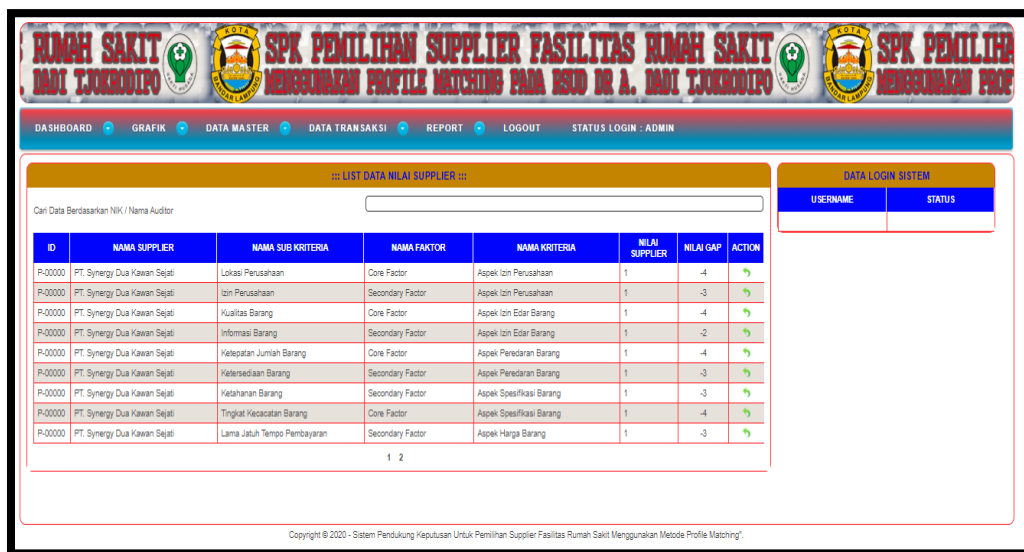 RUMAH SAKIT SPK PEMILIHAN SUPPLIER FASILITAS RUMAH SAKIT SPK PEMILIHA
DADI TJOKRODIPO MENGGUNAKAN PROFILE MATCHING PADA RSUD DR A. DADI TJOKRODIPO MENGGUNAKAN PROF
KOTA
BANDAR LAMPUNG
KOTA
BANDAR LAMPUNG
DASHBOARD GRAFIK DATA MASTER DATA TRANSAKSI REPORT LOGOUT STATUS LOGIN : ADMIN
::: LIST DATA NILAI SUPPLIER :::
Cari Data Berdasarkan NIK / Nama Auditor
ID NAMA SUPPLIER NAMA SUB KRITERIA NAMA FAKTOR NAMA KRITERIA NILAI SUPPLIER NILAI GAP ACTION
P-00000 PT. Synergy Dua Kawan Sejati Lokasi Perusahaan Core Factor Aspek Izin Perusahaan 1 -4
P-00000 PT. Synergy Dua Kawan Sejati Izin Perusahaan Secondary Factor Aspek Izin Perusahaan 1 -3
P-00000 PT. Synergy Dua Kawan Sejati Kualitas Barang Core Factor Aspek Izin Edar Barang 1 -4
P-00000 PT. Synergy Dua Kawan Sejati Informasi Barang Secondary Factor Aspek Izin Edar Barang 1 -2
P-00000 PT. Synergy Dua Kawan Sejati Ketepatan Jumlah Barang Core Factor Aspek Peredaran Barang 1 -4
P-00000 PT. Synergy Dua Kawan Sejati Ketersediaan Barang Secondary Factor Aspek Peredaran Barang 1 -3
P-00000 PT. Synergy Dua Kawan Sejati Ketahanan Barang Secondary Factor Aspek Spesifikasi Barang 1 -3
P-00000 PT. Synergy Dua Kawan Sejati Tingkat Kecacatan Barang Core Factor Aspek Spesifikasi Barang 1 -4
P-00000 PT. Synergy Dua Kawan Sejati Lama Jatuh Tempo Pembayaran Secondary Factor Aspek Harga Barang 1 -3
1 2
DATA LOGIN SISTEM
USERNAME STATUS
Copyright © 2020 - Sistem Pendukung Keputusan Untuk Pemilihan Supplier Fasilitas Rumah Sakit Menggunakan Metode Profile Matching".